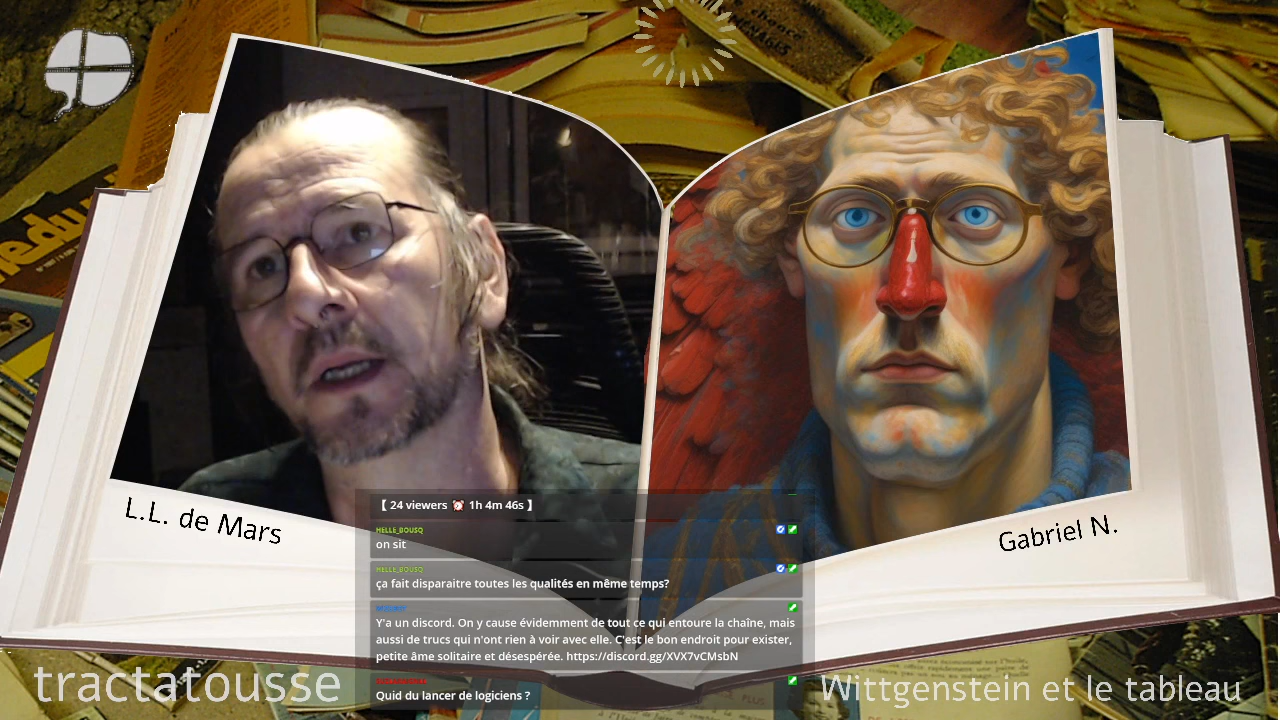 L.L. de Mars
Gabriel N.
【 24 viewers ⏰ 1h 4m 46s 】
HELLE_BOUSQ
on sit
HELLE_BOUSQ
ça fait disparaitre toutes les qualités en même temps?
Y'a un discord. On y cause évidemment de tout ce qui entoure la chaîne, mais
aussi de trucs qui n'ont rien à voir avec elle. C'est le bon endroit pour exister,
petite âme solitaire et désespérée. https://discord.gg/XVX7vCMsbN
Quid du lancer de logiciens ?
tractatousse
Wittgenstein et le tableau